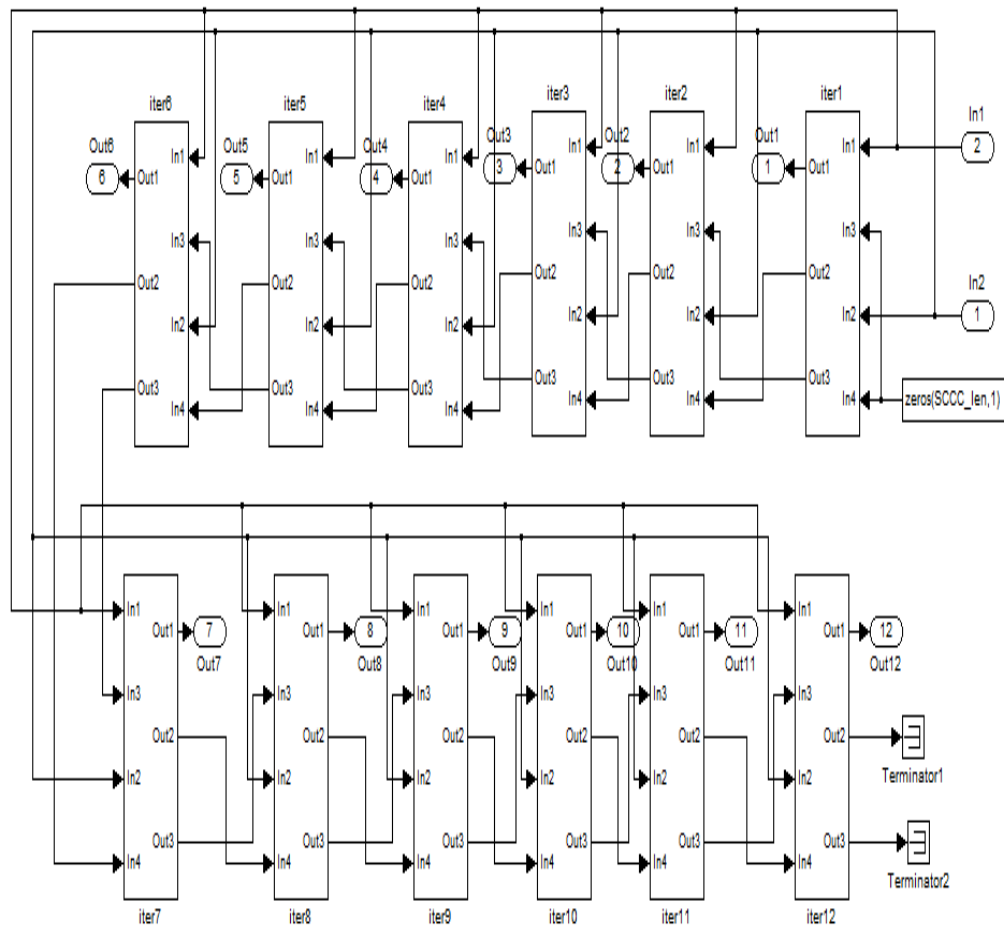 iter6 iter5 iter4 iter3 iter2 iter1
In1
2
Out6
6
In1
Out1
In3
Out2
In2
Out3
In4
Out5
5
In1
Out1
In3
Out2
In2
Out3
In4
Out4
4
In1
Out1
In3
Out2
In2
Out3
In4
Out3
3
In1
Out1
In3
Out2
In2
Out3
In4
Out2
2
In1
Out1
In3
Out2
In2
Out3
In4
Out1
1
In1
Out1
In3
Out2
In2
Out3
In4
In2
1
zeros(SCCC_len,1)
In1
Out1
In3
Out2
In2
Out3
In4
7
Out7
In1
Out1
In3
Out2
In2
Out3
In4
8
Out8
In1
Out1
In3
Out2
In2
Out3
In4
9
Out9
In1
Out1
In3
Out2
In2
Out3
In4
10
Out10
In1
Out1
In3
Out2
In2
Out3
In4
11
Out11
In1
Out1
In3
Out2
In2
Out3
In4
12
Out12
Terminator1
Terminator2
iter7 iter8 iter9 iter10 iter11 iter12